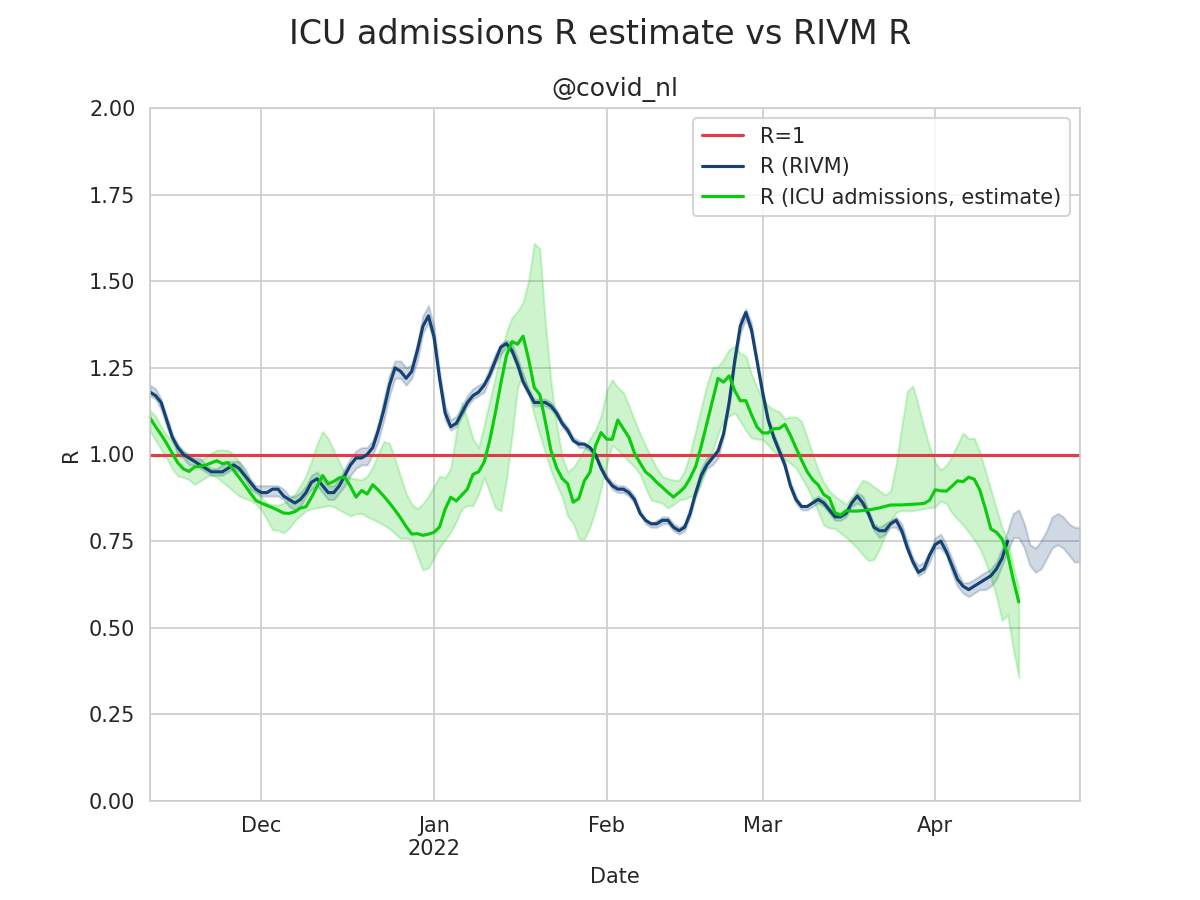 ICU admissions R estimate vs RIVM R
@covid_nl
R=1
R (RIVM)
R (ICU admissions, estimate)
2.00
1.75
1.50
1.25
1.00
0.75
0.50
0.25
0.00
R
Dec
Jan
2022
Feb
Mar
Apr
Date